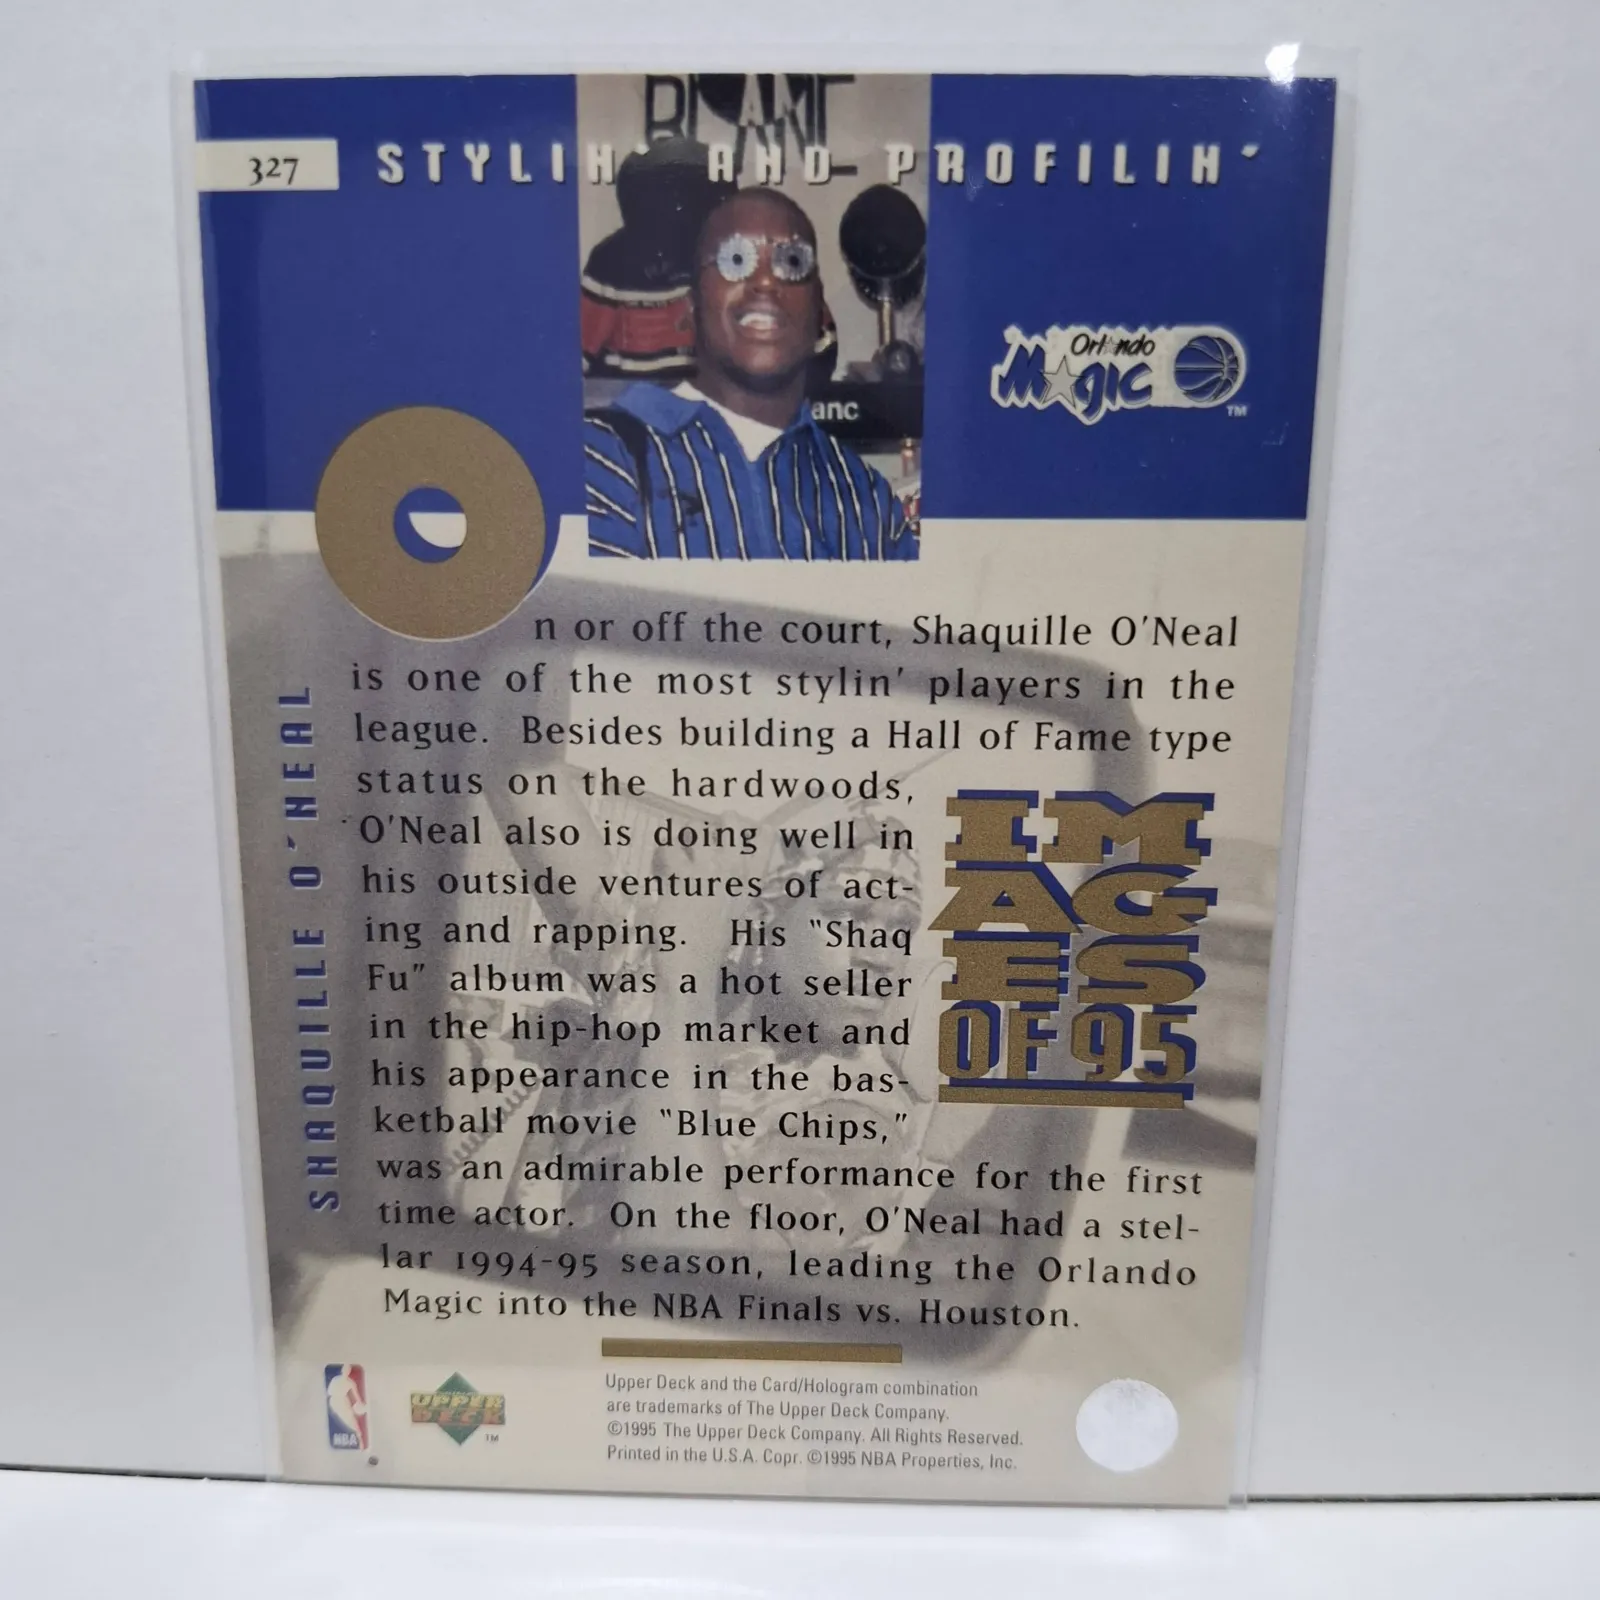 327
STYLIN' AND PROFILIN'
Orlando
Magic
TM
anc
On or off the court, Shaquille O'Neal
is one of the most stylin' players in the
league. Besides building a Hall of Fame type
status on the hardwoods,
O'Neal also is doing well in
his outside ventures of act-
ing and rapping. His "Shaq
Fu" album was a hot seller
in the hip-hop market and
his appearance in the bas-
ketball movie "Blue Chips,"
was an admirable performance for the first
time actor. On the floor, O'Neal had a stel-
lar 1994-95 season, leading the Orlando
Magic into the NBA Finals vs. Houston.
SHAQUILLE O'NEAL
IM
AG
ES
OF 95
NBA
®
UPPER
DECK
TM
Upper Deck and the Card/Hologram combination
are trademarks of The Upper Deck Company.
©1995 The Upper Deck Company. All Rights Reserved.
Printed in the U.S.A. Copr. ©1995 NBA Properties, Inc.